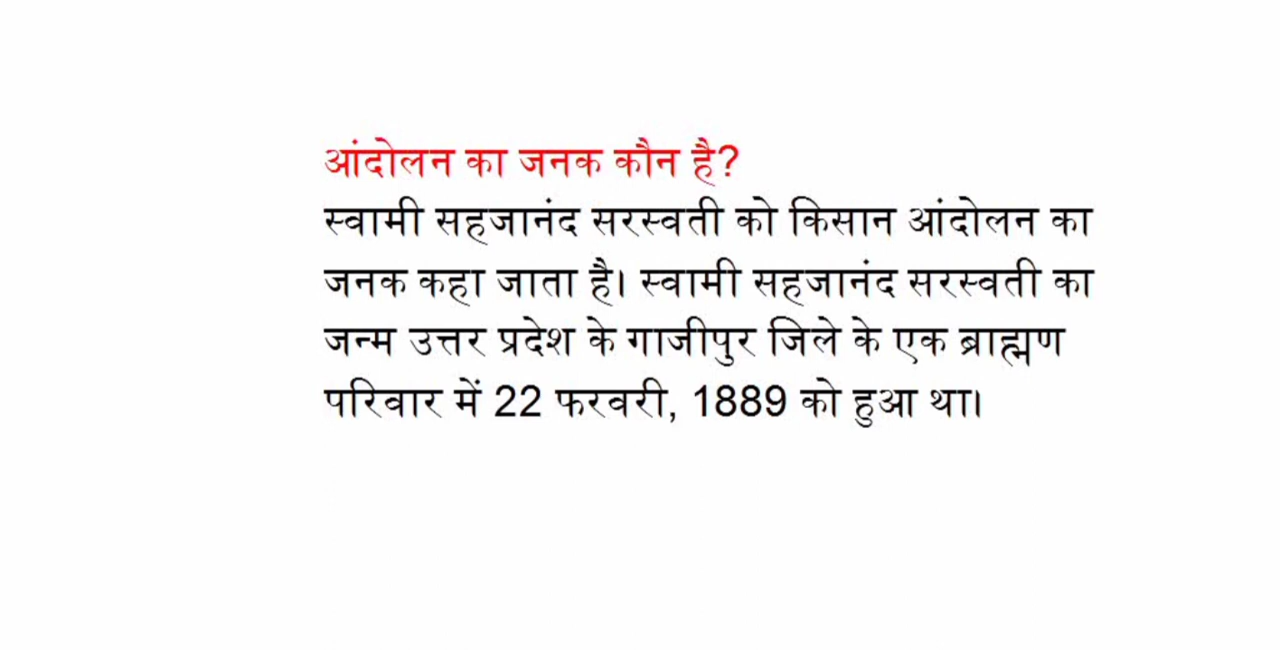 आंदोलन का जनक कौन है?
स्वामी सहजानंद सरस्वती को किसान आंदोलन का
जनक कहा जाता है। स्वामी सहजानंद सरस्वती का
जन्म उत्तर प्रदेश के गाजीपुर जिले के एक ब्राह्मण
परिवार में 22 फरवरी, 1889 को हुआ था।